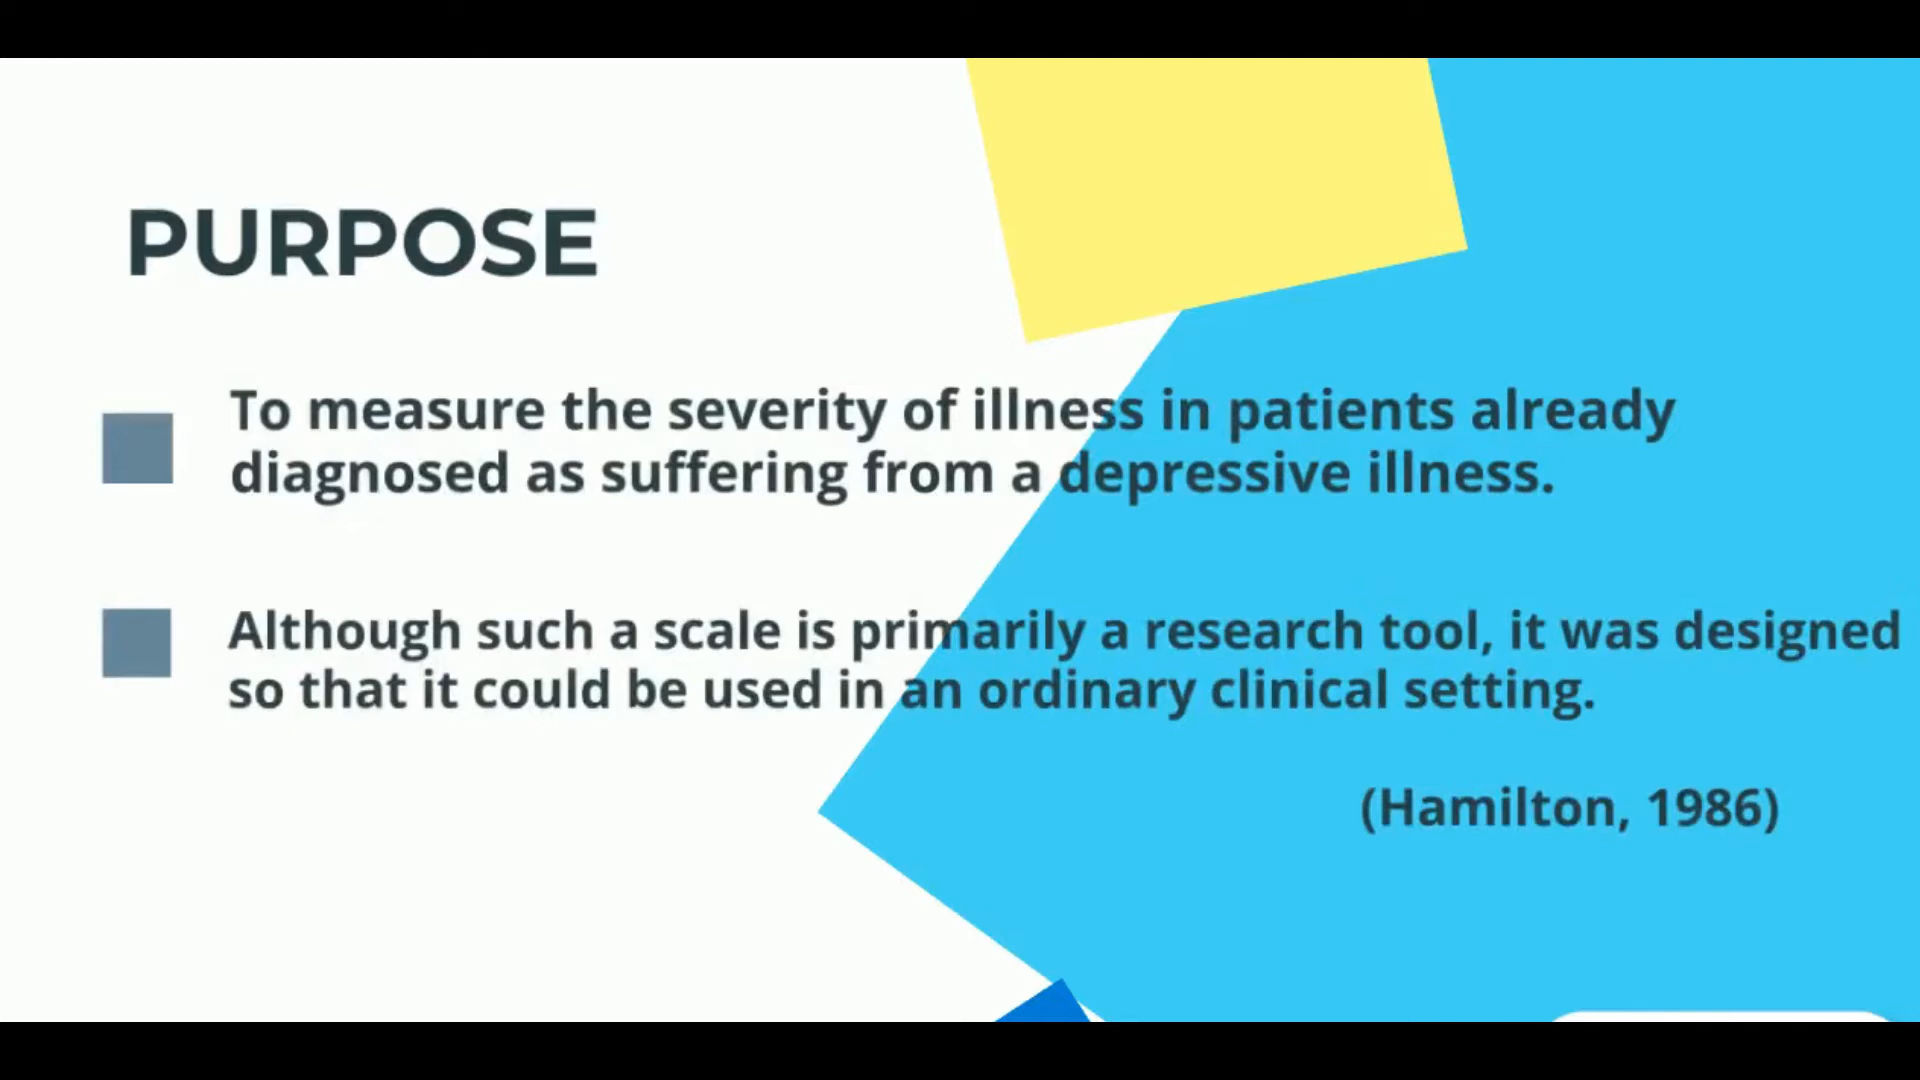 PURPOSE
To measure the severity of illness in patients already
diagnosed as suffering from a depressive illness.
Although such a scale is primarily a research tool, it was designed
so that it could be used in an ordinary clinical setting.
(Hamilton, 1986)